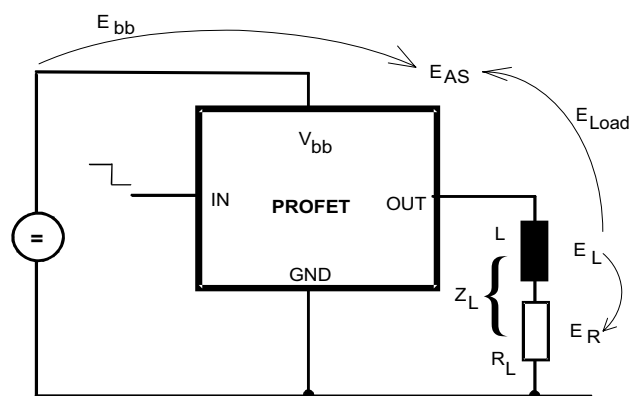 E bb
E AS
E Load
V bb
IN
PROFET
OUT
L
E L
GND
=
Z L
{
E R
R L